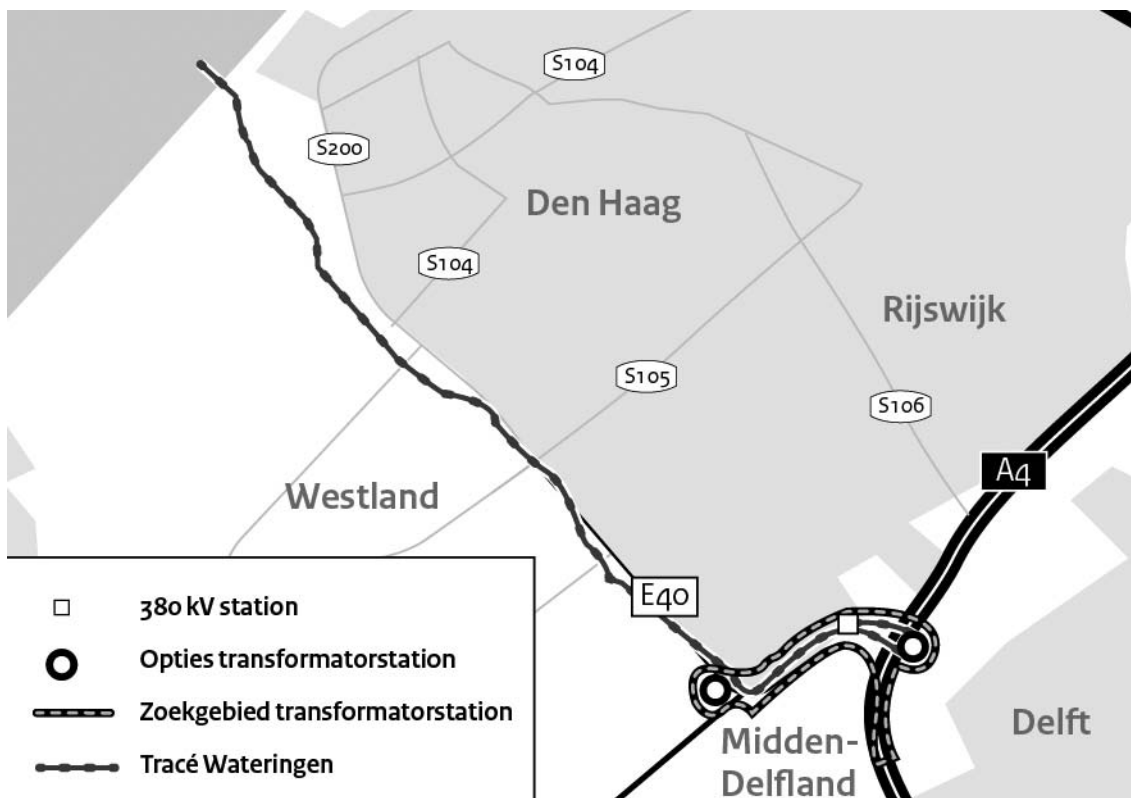 S104
S200
Den Haag
S104
Rijswijk
S105
S106
A4
Westland
E40
380 kV station
Opties transformatorstation
Zoekgebied transformatorstation
Tracé Wateringen
Midden-
Delfland
Delft